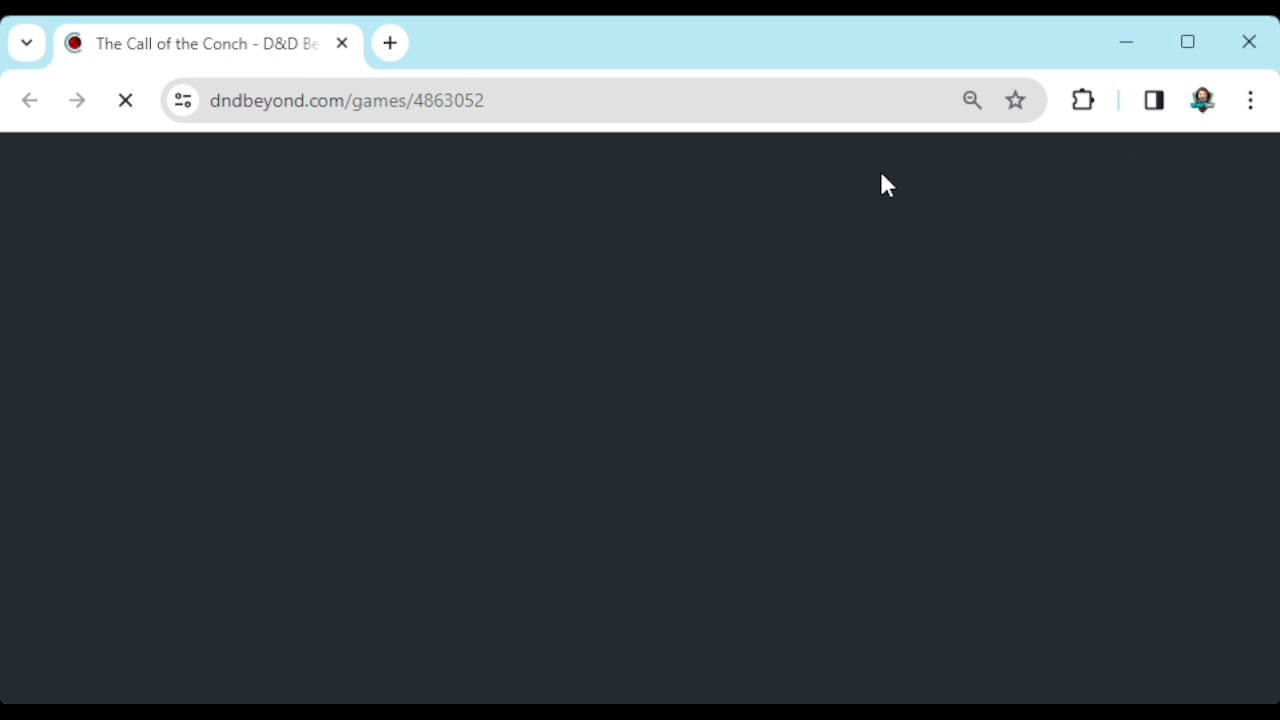 The Call of the Conch - D&D Be
dndbeyond.com/games/4863052